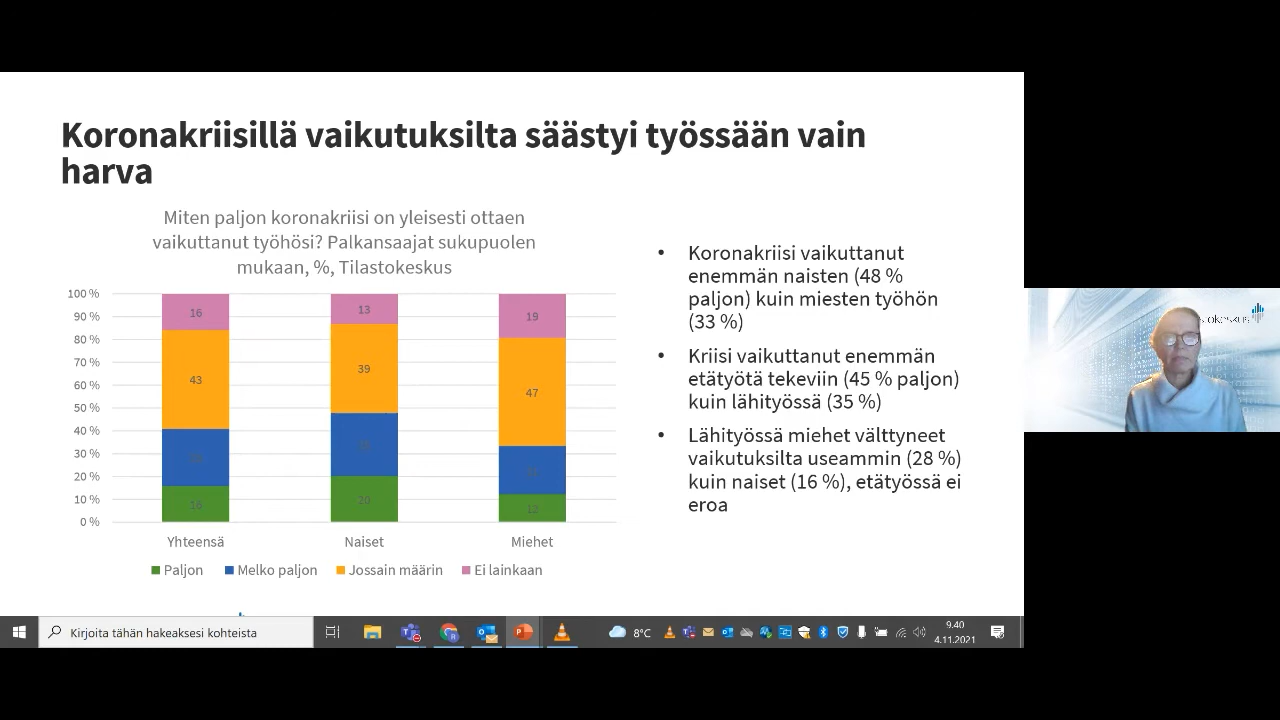 Koronakriisillä vaikutuksilta säästyi työssään vain
harva
Miten paljon koronakriisi on yleisesti ottaen
vaikuttanut työhösi? Palkansaajat sukupuolen
mukaan, %, Tilastokeskus
100 %
90 %
80 %
70 %
60 %
50 %
40 %
30 %
20 %
10 %
0 %
16
43
16
13
39
20
19
47
12
Yhteensä
Naiset
Miehet
Paljon
Melko paljon
Jossain määrin
Ei lainkaan
• Koronakriisi vaikuttanut
enemmän naisten (48 %
paljon) kuin miesten työhön
(33 %)
• Kriisi vaikuttanut enemmän
etätyötä tekeviin (45 % paljon)
kuin lähityössä (35 %)
• Lähityössä miehet välttyneet
vaikutuksilta useammin (28 %)
kuin naiset (16 %), etätyössä ei
eroa
Kirjoita tähän hakeaksesi kohteista
8°C
9.40
4.11.2021